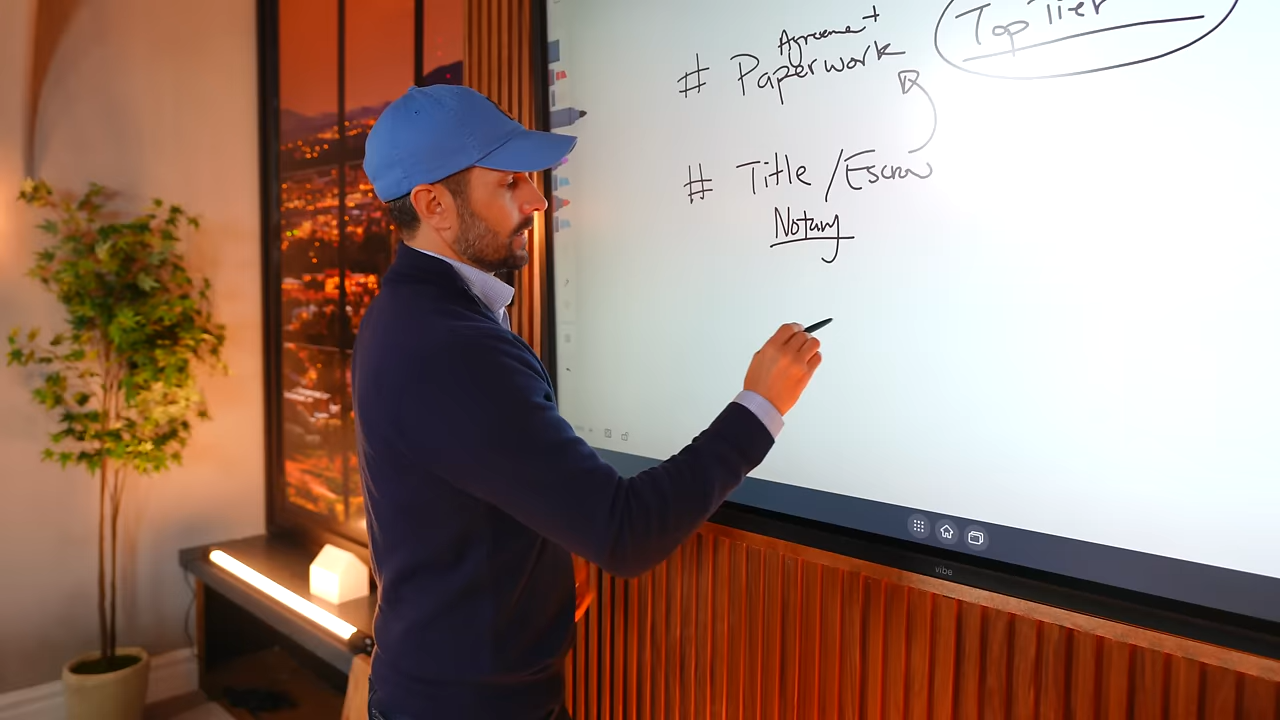 Top Tier
Agreement
# Paperwork
# Title / Escrow
Notary
vibe